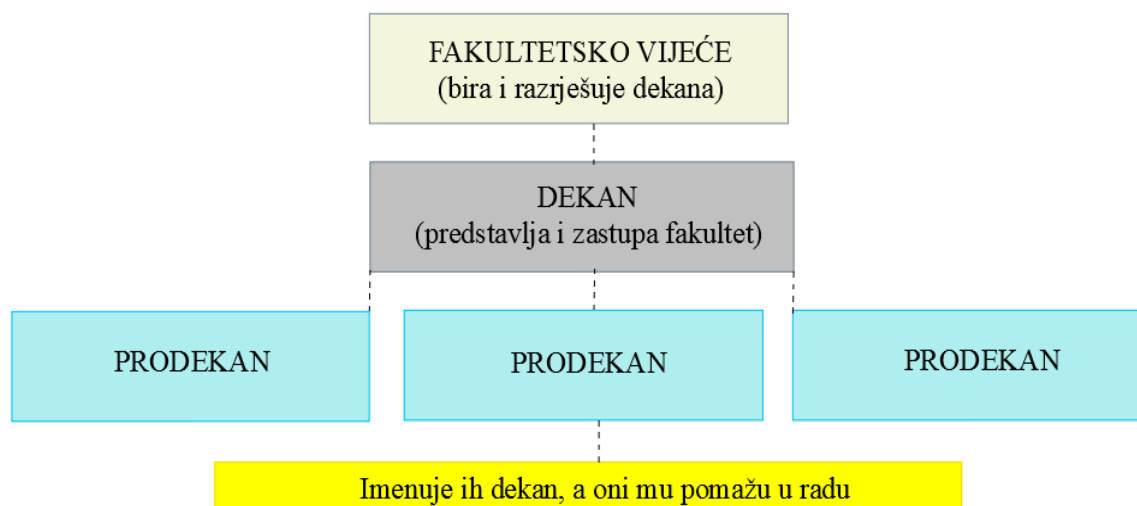 FAKULTETSKO VIJEĆE
(bira i razrješuje dekana)
DEKAN
(predstavlja i zastupa fakultet)
PRODEKAN
PRODEKAN
PRODEKAN
Imenuje ih dekan, a oni mu pomažu u radu